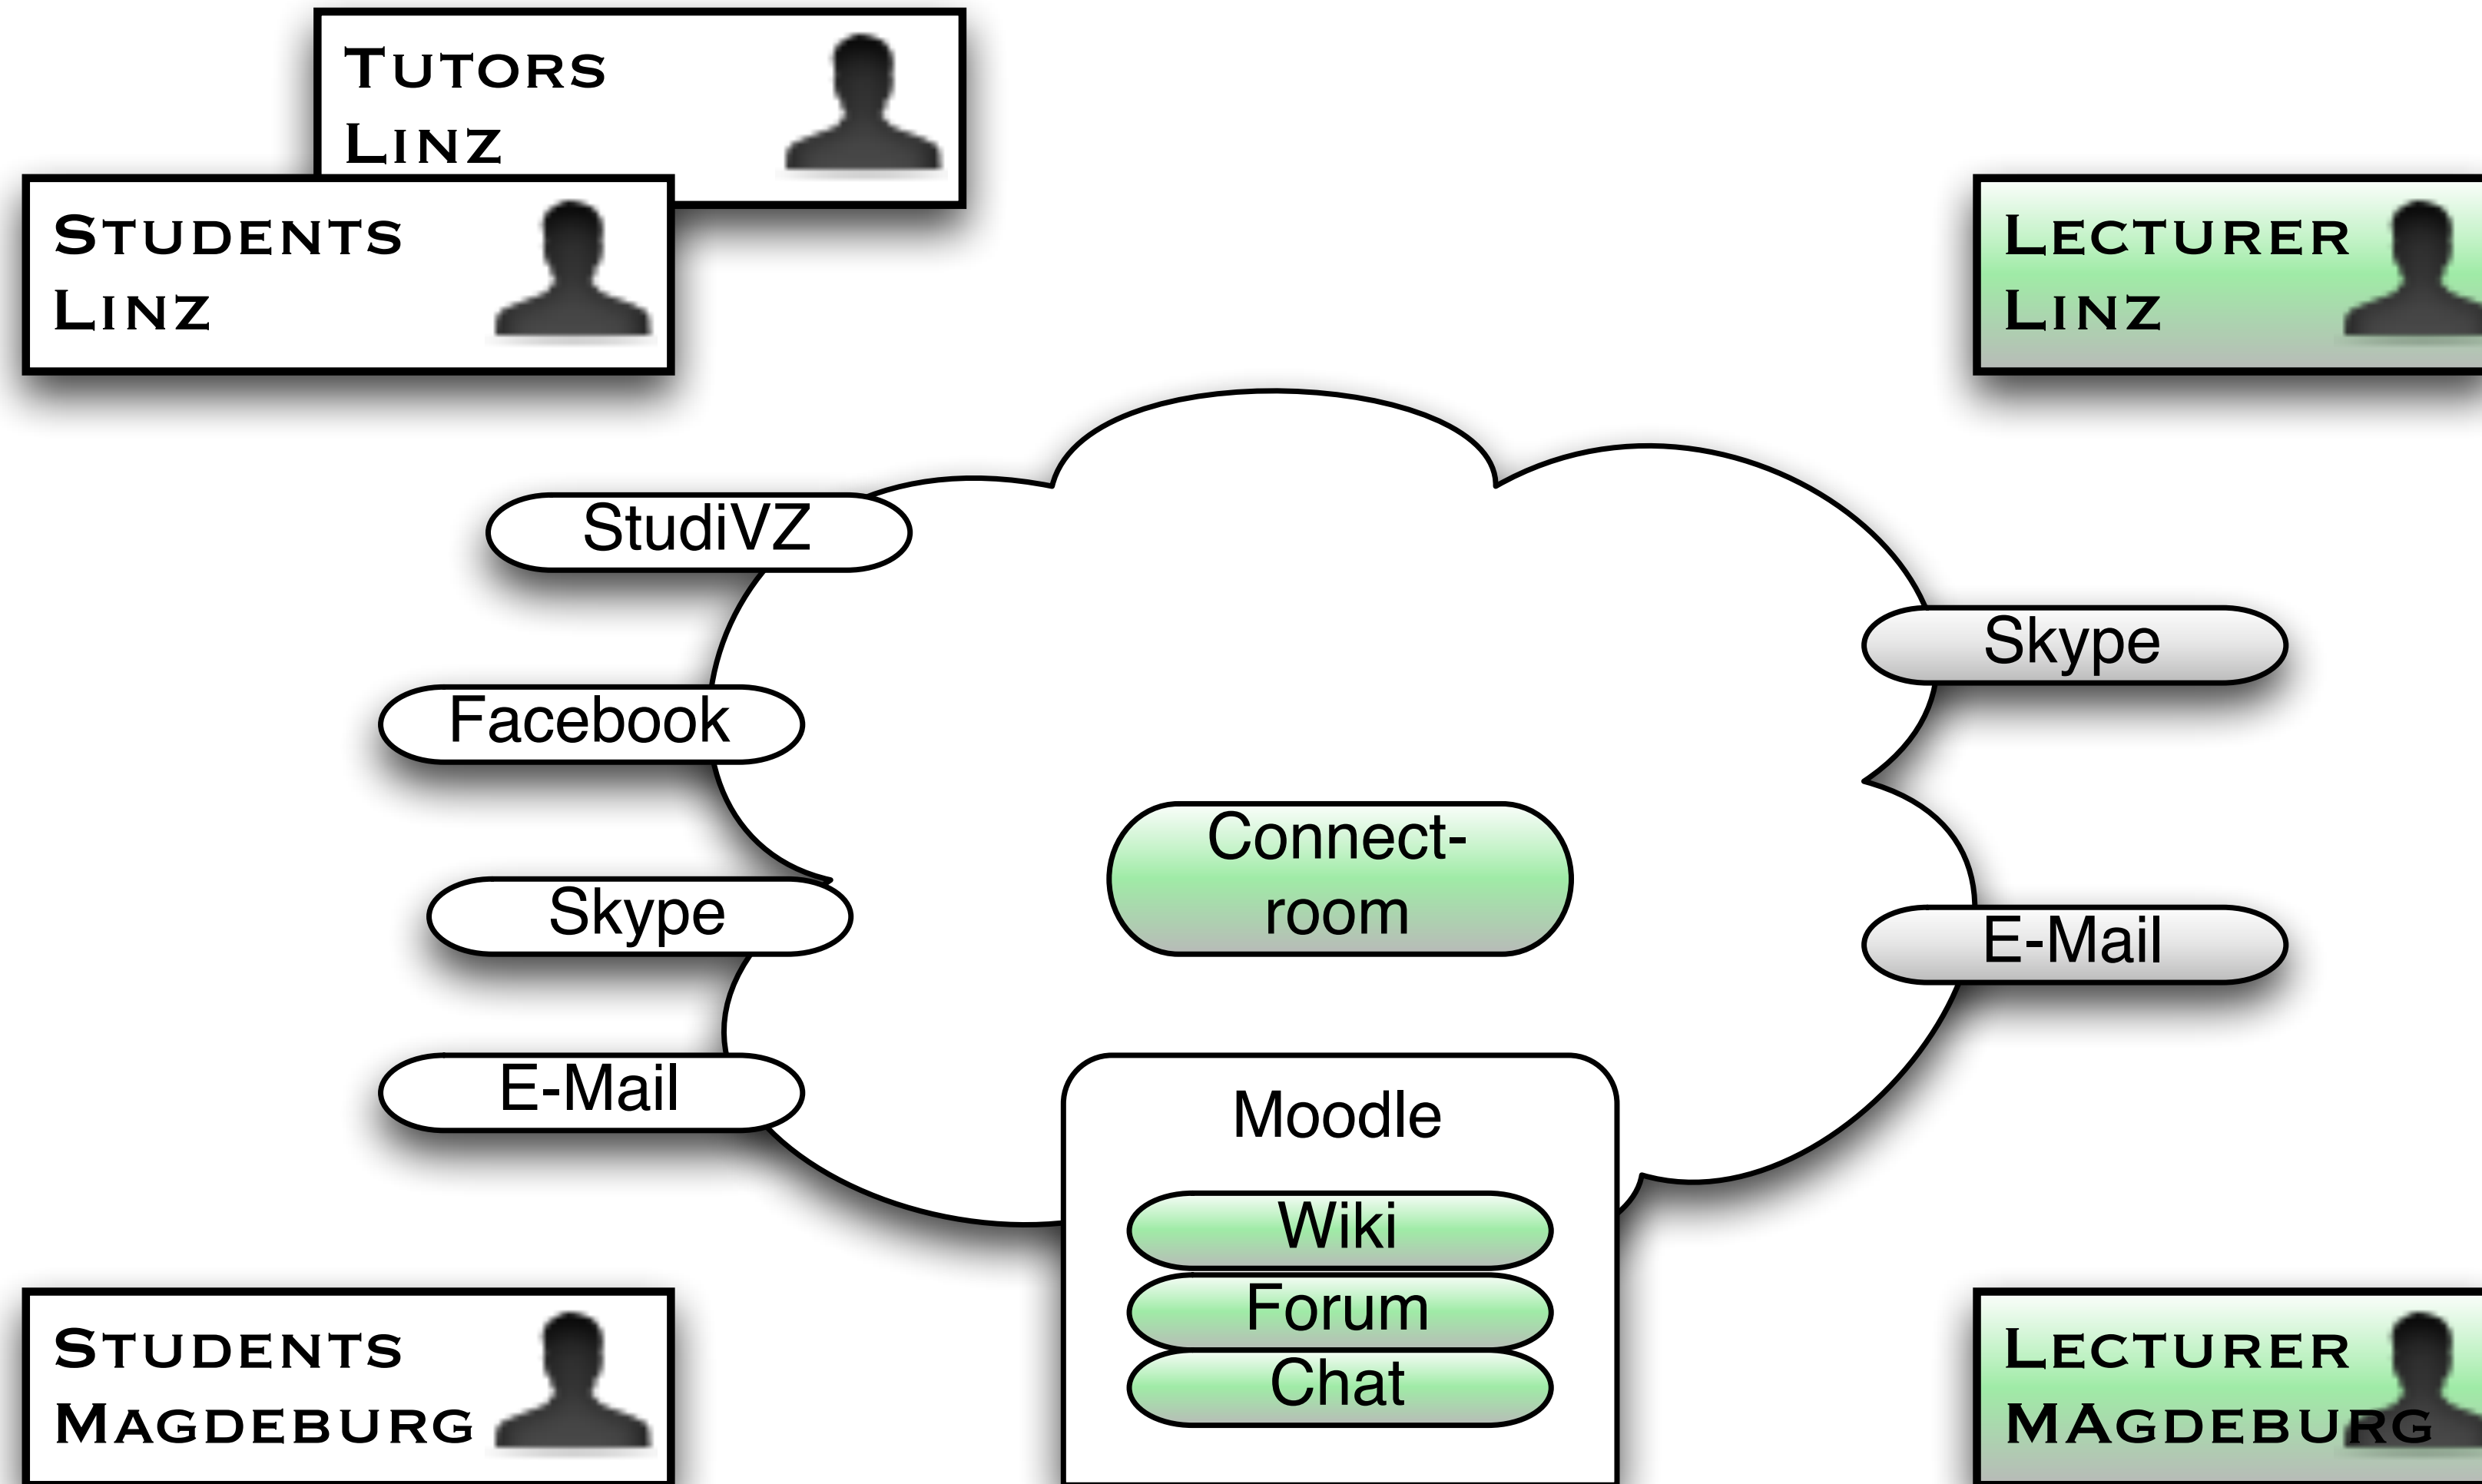 TUTORS
LINZ
STUDENTS
LINZ
LECTURER
LINZ
StudiVZ
Facebook
Skype
E-Mail
Connect-
room
Skype
E-Mail
Moodle
Wiki
Forum
Chat
STUDENTS
MAGDEBURG
LECTURER
MAGDEBURG